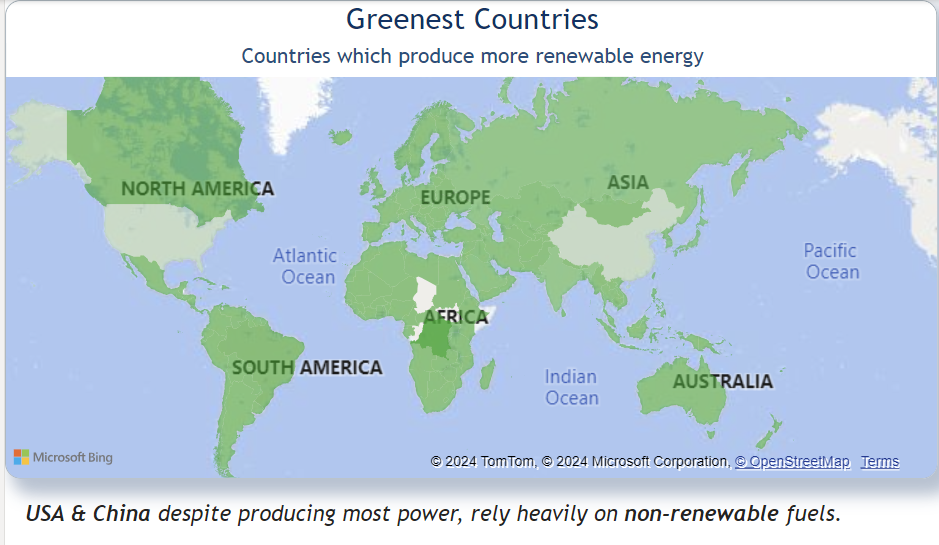 Greenest Countries
Countries which produce more renewable energy
NORTH AMERICA
EUROPE
ASIA
Atlantic
Ocean
Pacific
Ocean
AFRICA
SOUTH AMERICA
Indian
Ocean
AUSTRALIA
Microsoft Bing
© 2024 TomTom, © 2024 Microsoft Corporation, © OpenStreetMap Terms
USA & China despite producing most power, rely heavily on non-renewable fuels.